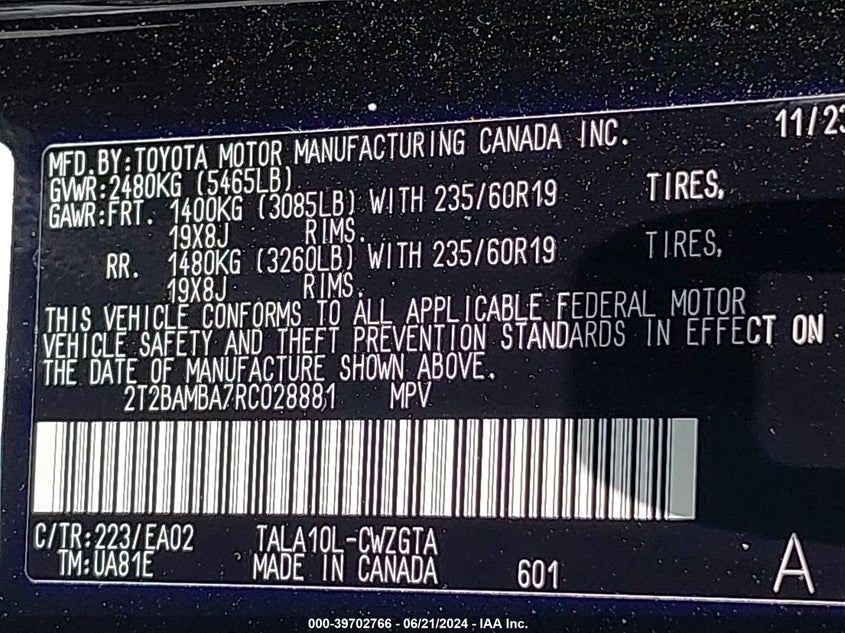 11/23
MFD.BY:TOYOTA MOTOR MANUFACTURING CANADA INC.
GVWR:2480KG (5465LB)
GAWR:FRT. 1400KG (3085LB) WITH 235/60R19 TIRES,
19X8J RIMS.
RR. 1480KG (3260LB) WITH 235/60R19 TIRES,
19X8J RIMS.
THIS VEHICLE CONFORMS TO ALL APPLICABLE FEDERAL MOTOR
VEHICLE SAFETY AND THEFT PREVENTION STANDARDS IN EFFECT ON
THE DATE OF MANUFACTURE SHOWN ABOVE.
2T2BAMBA7RC028881 MPV
C/TR:223/EA02 TALA10L-CWZGTA
TM:UA81E MADE IN CANADA 601 A
000-39702766 - 06/21/2024 - IAA Inc.